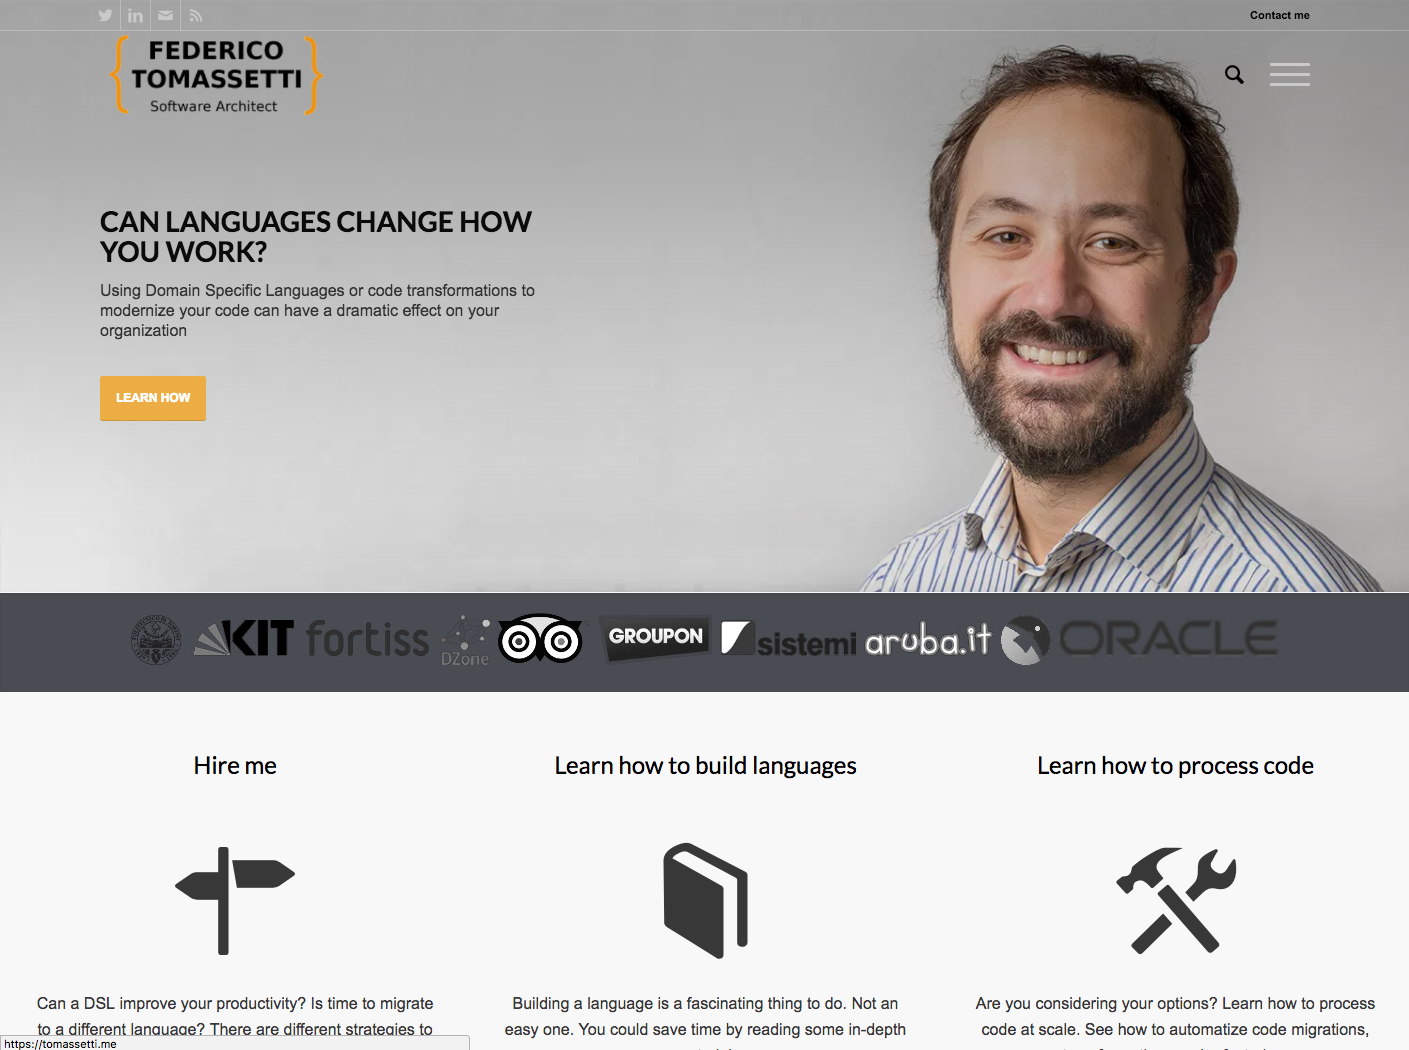 Contact me
FEDERICO
TOMASSETTI
Software Architect
CAN LANGUAGES CHANGE HOW
YOU WORK?
Using Domain Specific Languages or code transformations to
modernize your code can have a dramatic effect on your
organization
LEARN HOW
KIT fortiss DZone GROUPON sistemi aruba.it ORACLE
Hire me
Learn how to build languages
Learn how to process code
Can a DSL improve your productivity? Is time to migrate
to a different language? There are different strategies to
Building a language is a fascinating thing to do. Not an
easy one. You could save time by reading some in-depth
Are you considering your options? Learn how to process
code at scale. See how to automatize code migrations,
https://tomassetti.me